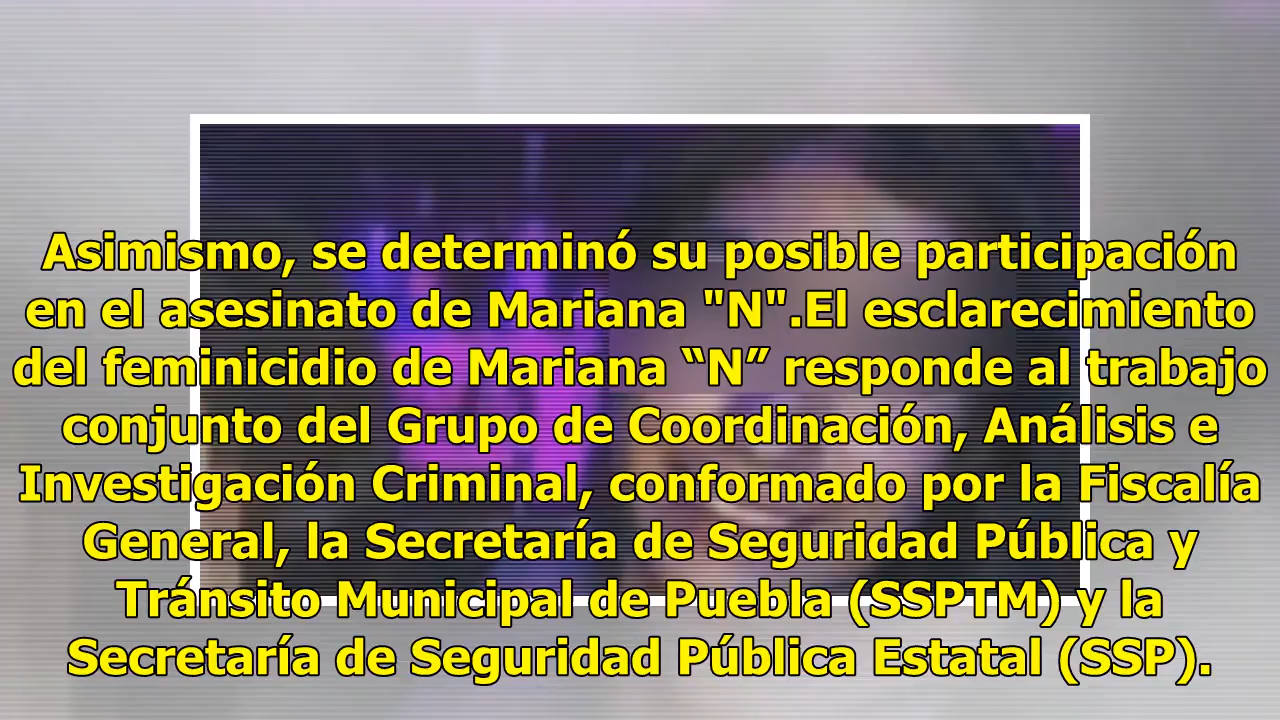 Asimismo, se determinó su posible participación
en el asesinato de Mariana "N".El esclarecimiento
del feminicidio de Mariana “N” responde al trabajo
conjunto del Grupo de Coordinación, Análisis e
Investigación Criminal, conformado por la Fiscalía
General, la Secretaría de Seguridad Pública y
Tránsito Municipal de Puebla (SSPTM) y la
Secretaría de Seguridad Pública Estatal (SSP).